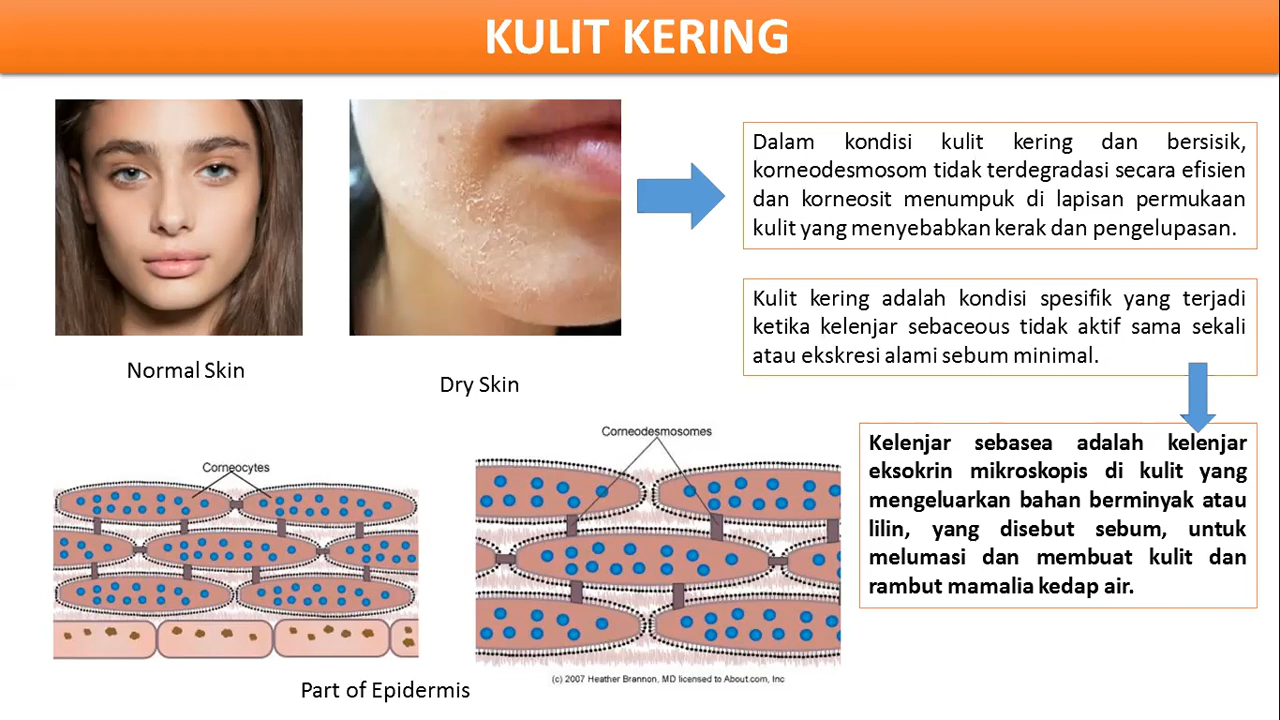 KULIT KERING
Normal Skin
Dry Skin
Dalam kondisi kulit kering dan bersisik,
korneodesmosom tidak terdegradasi secara efisien
dan korneosit menumpuk di lapisan permukaan
kulit yang menyebabkan kerak dan pengelupasan.
Kulit kering adalah kondisi spesifik yang terjadi
ketika kelenjar sebaceous tidak aktif sama sekali
atau ekskresi alami sebum minimal.
Kelenjar sebasea adalah kelenjar
eksokrin mikroskopis di kulit yang
mengeluarkan bahan berminyak atau
lilin, yang disebut sebum, untuk
melumasi dan membuat kulit dan
rambut mamalia kedap air.
Corneocytes
Corneodesmosomes
(c) 2007 Heather Brannon, MD licensed to About.com, Inc
Part of Epidermis